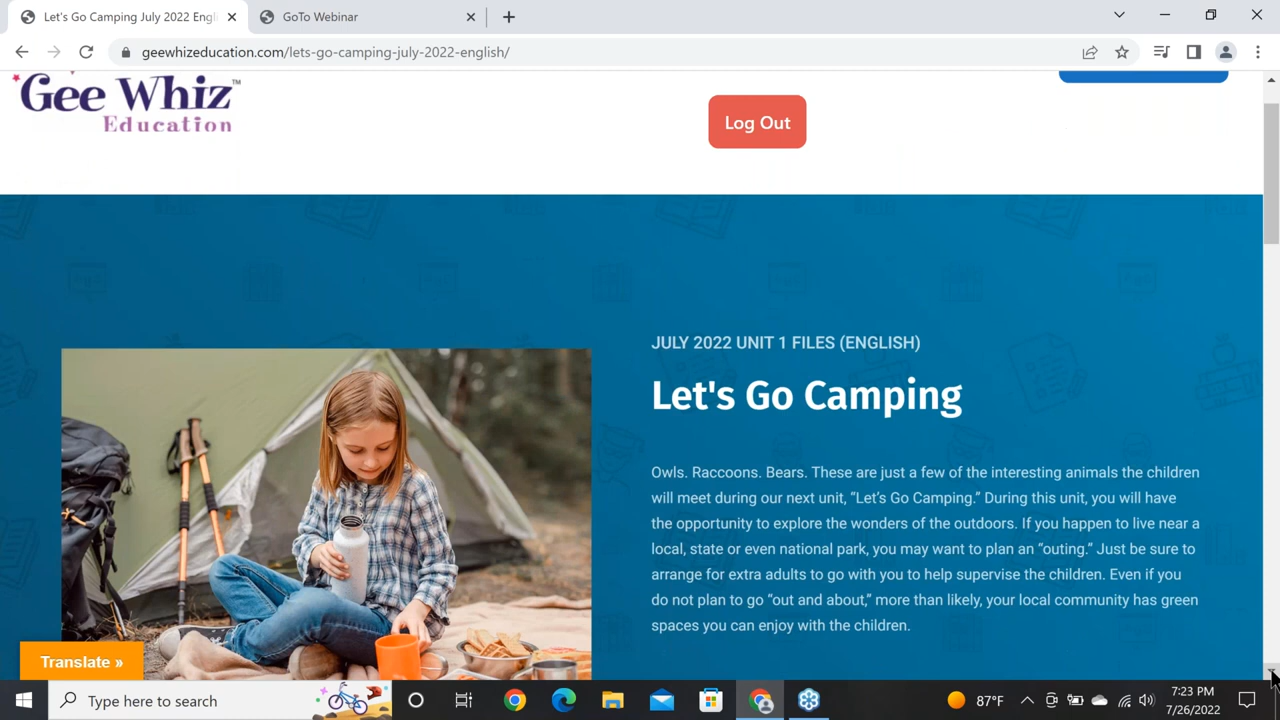 Let's Go Camping July 2022 Engl
GoTo Webinar
geewhizeducation.com/lets-go-camping-july-2022-english/
Gee Whiz™
Education
Log Out
JULY 2022 UNIT 1 FILES (ENGLISH)
Let's Go Camping
Owls. Raccoons. Bears. These are just a few of the interesting animals the children
will meet during our next unit, “Let’s Go Camping.” During this unit, you will have
the opportunity to explore the wonders of the outdoors. If you happen to live near a
local, state or even national park, you may want to plan an “outing.” Just be sure to
arrange for extra adults to go with you to help supervise the children. Even if you
do not plan to go “out and about,” more than likely, your local community has green
spaces you can enjoy with the children.
Translate »
Type here to search
87°F
7:23 PM
7/26/2022